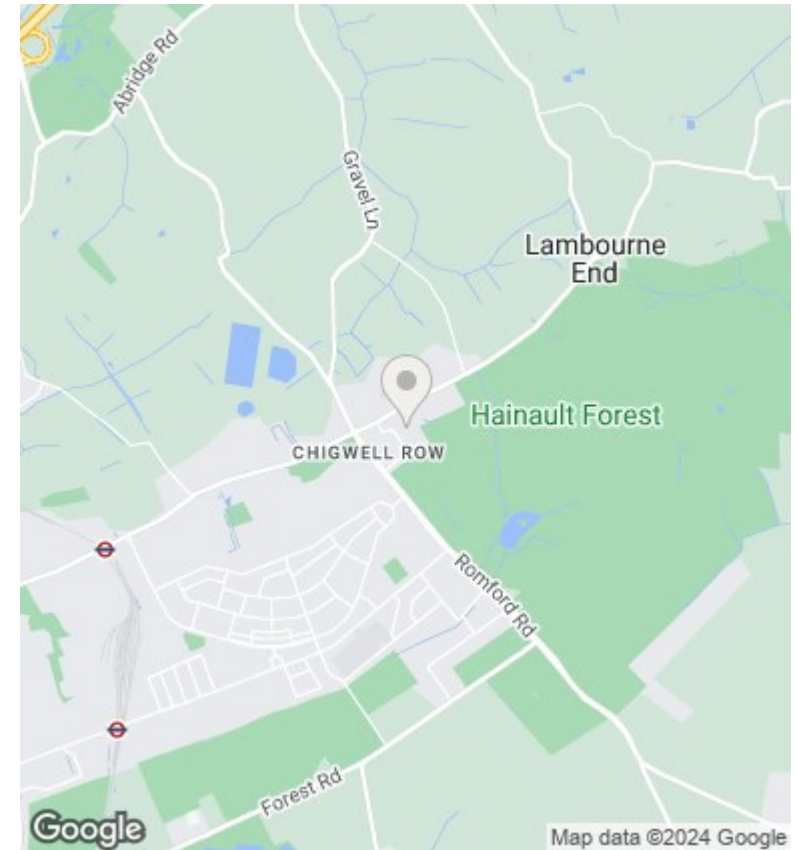 Abridge Rd
Gravel Ln
Lambourne
End
Hainault Forest
CHIGWELL ROW
Romford Rd
Forest Rd
Google
Map data ©2024 Google